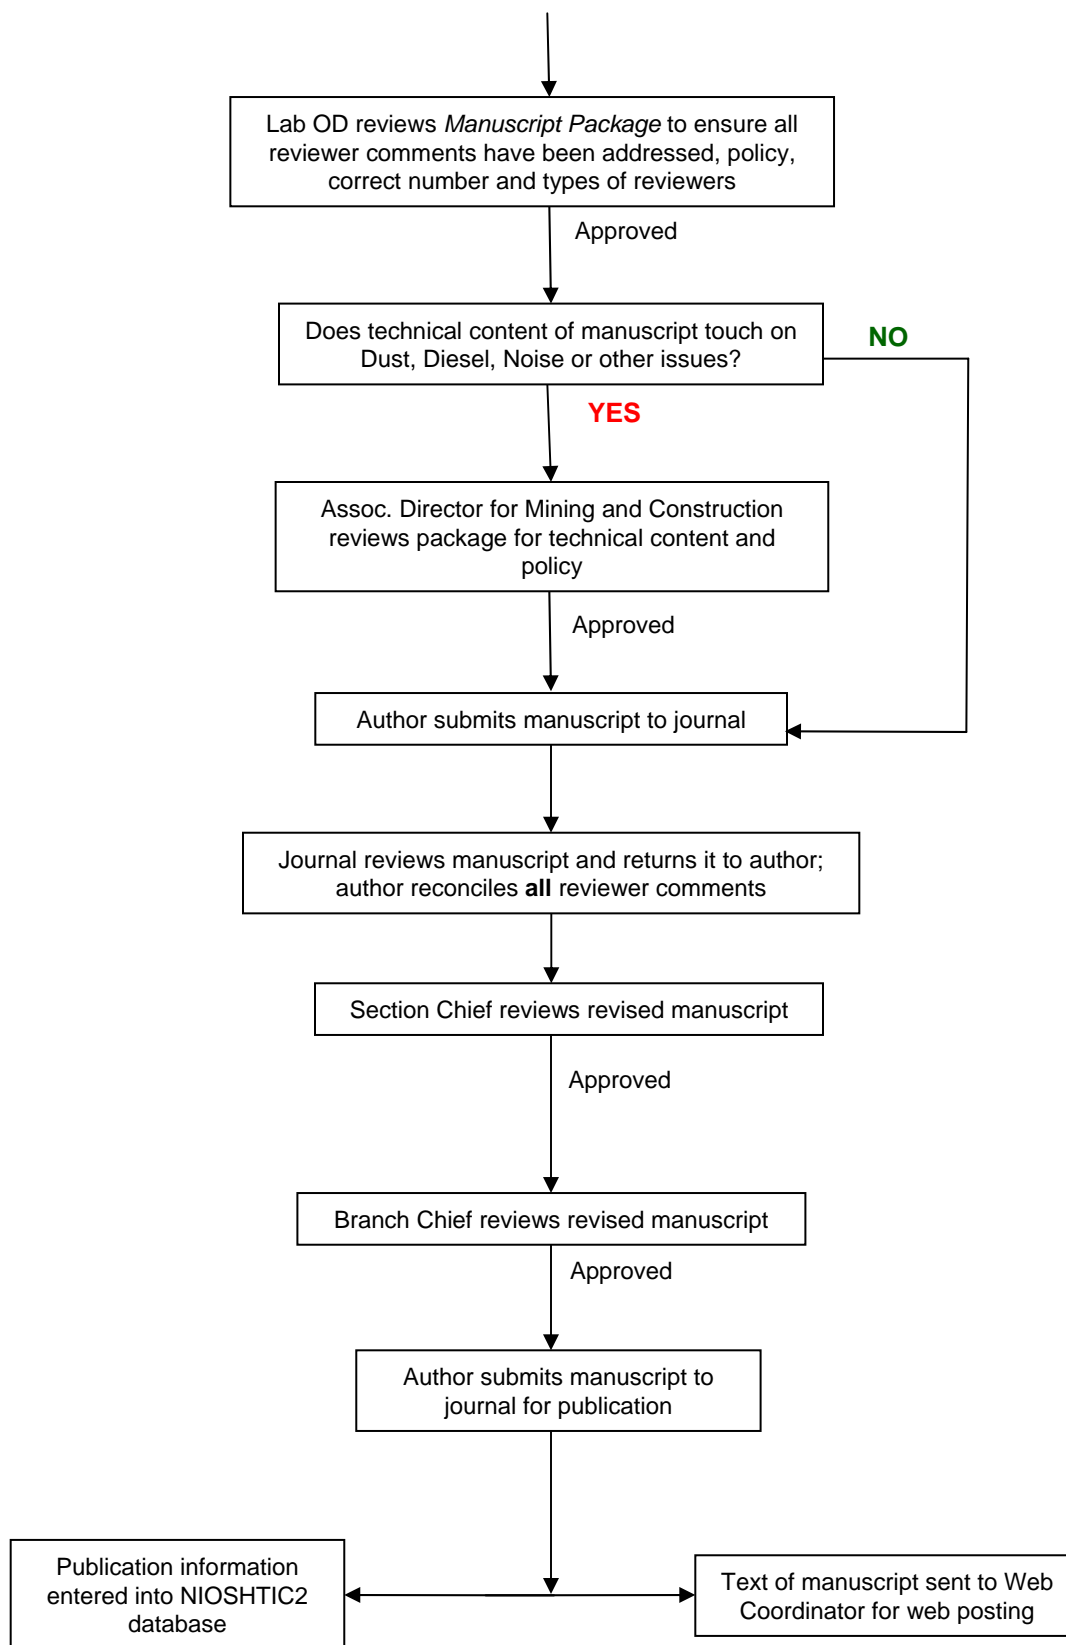 Lab OD reviews Manuscript Package to ensure all
reviewer comments have been addressed, policy,
correct number and types of reviewers
Approved
Does technical content of manuscript touch on
Dust, Diesel, Noise or other issues?
NO
YES
Assoc. Director for Mining and Construction
reviews package for technical content and
policy
Approved
Author submits manuscript to journal
Journal reviews manuscript and returns it to author;
author reconciles all reviewer comments
Section Chief reviews revised manuscript
Approved
Branch Chief reviews revised manuscript
Approved
Author submits manuscript to
journal for publication
Publication information
entered into NIOSHTIC2
database
Text of manuscript sent to Web
Coordinator for web posting